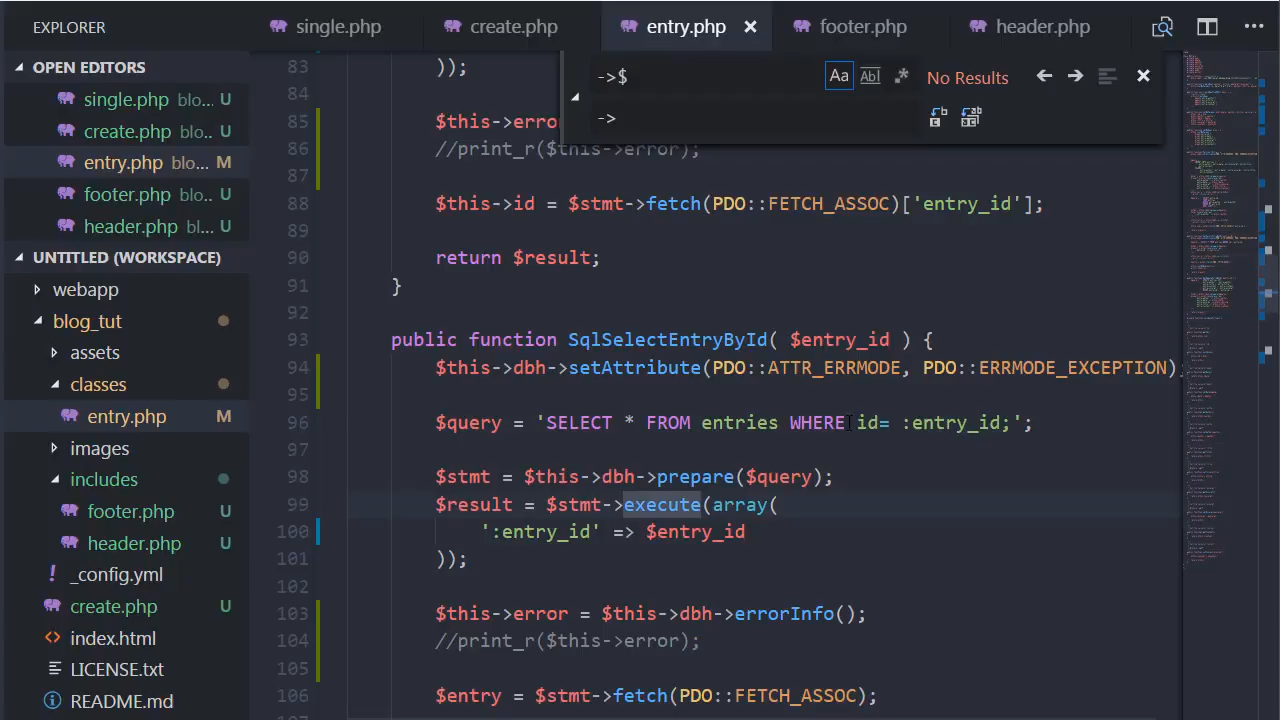 EXPLORER
single.php
create.php
entry.php
footer.php
header.php
OPEN EDITORS
single.php blo... U
create.php blo.. U
entry.php blo... M
footer.php blo... U
header.php blo.. U
UNTITLED (WORKSPACE)
webapp
blog_tut
assets
classes
entry.php M
images
includes
footer.php U
header.php U
! _config.yml
create.php U
<> index.html
LICENSE.txt
README.md
->$
Aa Abl .* No Results
->
83 ));
84
85 $this->erro
86 //print_r($this->error);
87
88 $this->id = $stmt->fetch(PDO::FETCH_ASSOC)['entry_id'];
89
90 return $result;
91 }
92
93 public function SqlSelectEntryById( $entry_id ) {
94 $this->dbh->setAttribute(PDO::ATTR_ERRMODE, PDO::ERRMODE_EXCEPTION);
95
96 $query = 'SELECT * FROM entries WHERE id= :entry_id;';
97
98 $stmt = $this->dbh->prepare($query);
99 $result = $stmt->execute(array(
100 ':entry_id' => $entry_id
101 ));
102
103 $this->error = $this->dbh->errorInfo();
104 //print_r($this->error);
105
106 $entry = $stmt->fetch(PDO::FETCH_ASSOC);